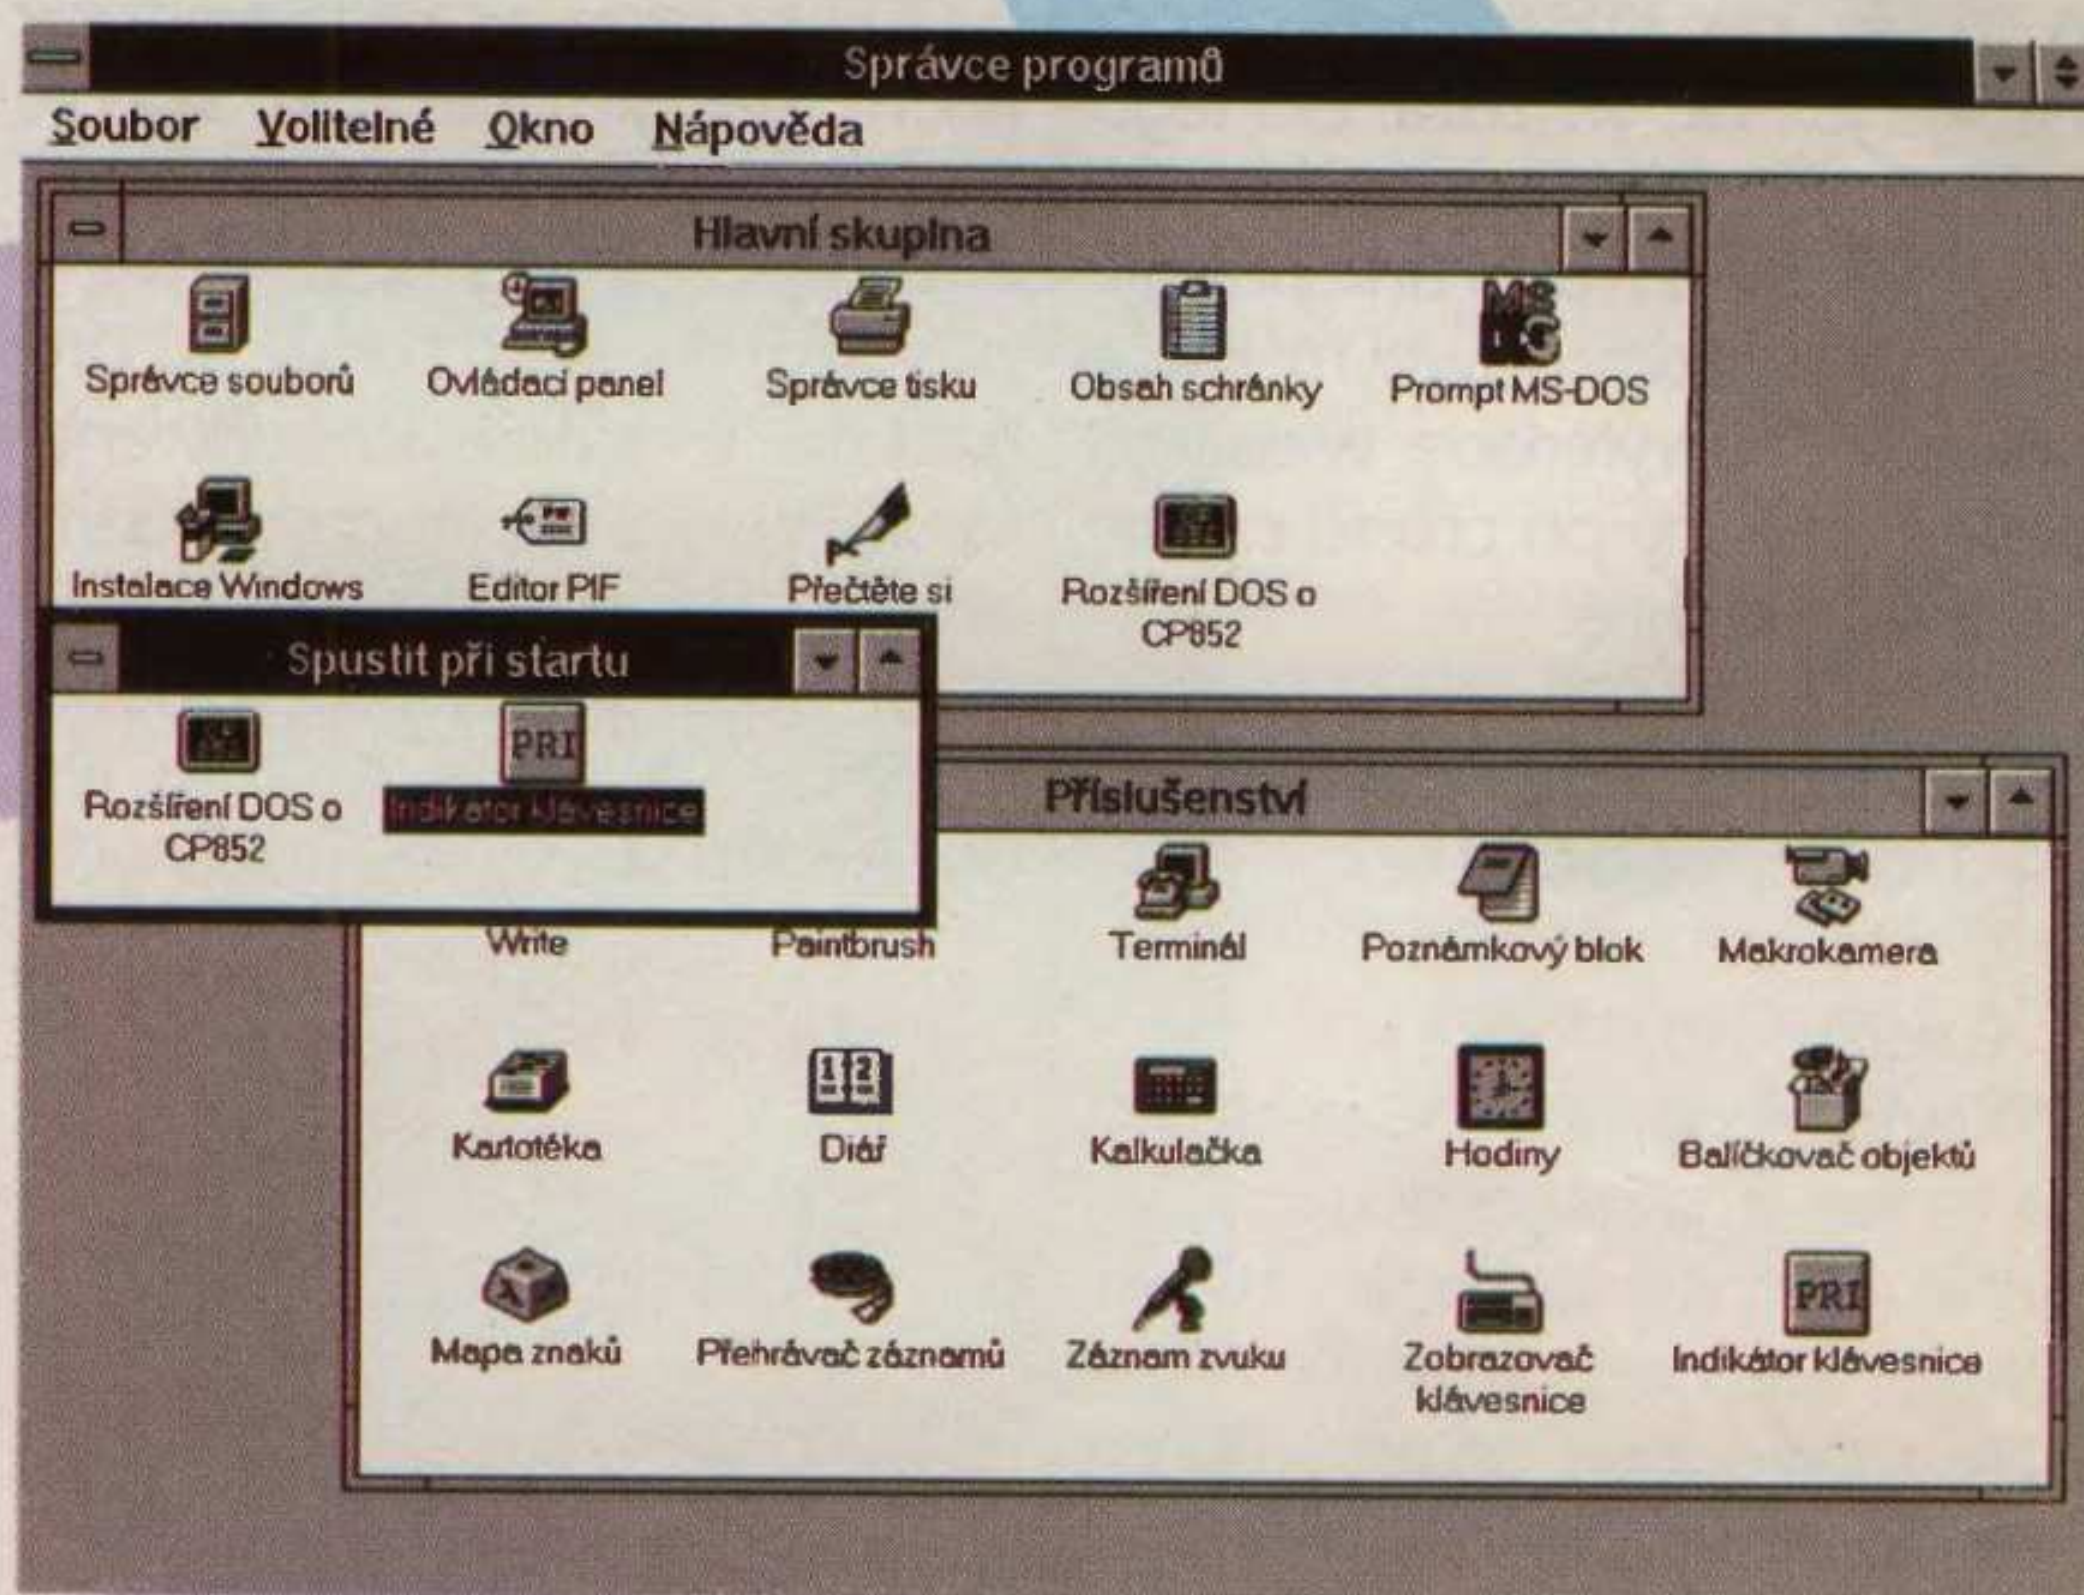 Správce programů
Soubor Volitelné Okno Nápověda
Hlavní skupina
Správce souborů
Ovládací panel
Správce tisku
Obsah schránky
MS
Prompt MS-DOS
Instalace Windows
PIF
Editor PIF
Přečtěte si
Rozšíření DOS o
CP852
Spustit při startu
Rozšíření DOS o
CP852
PRI
Indikátor klávesnice
Příslušenství
Write
Paintbrush
Terminál
Poznámkový blok
Makrokamera
Kartotéka
12
Diář
Kalkulačka
Hodiny
Balíčkovač objektů
Mapa znaků
Přehrávač záznamů
Záznam zvuku
Zobrazovač
klávesnice
PRI
Indikátor klávesnice